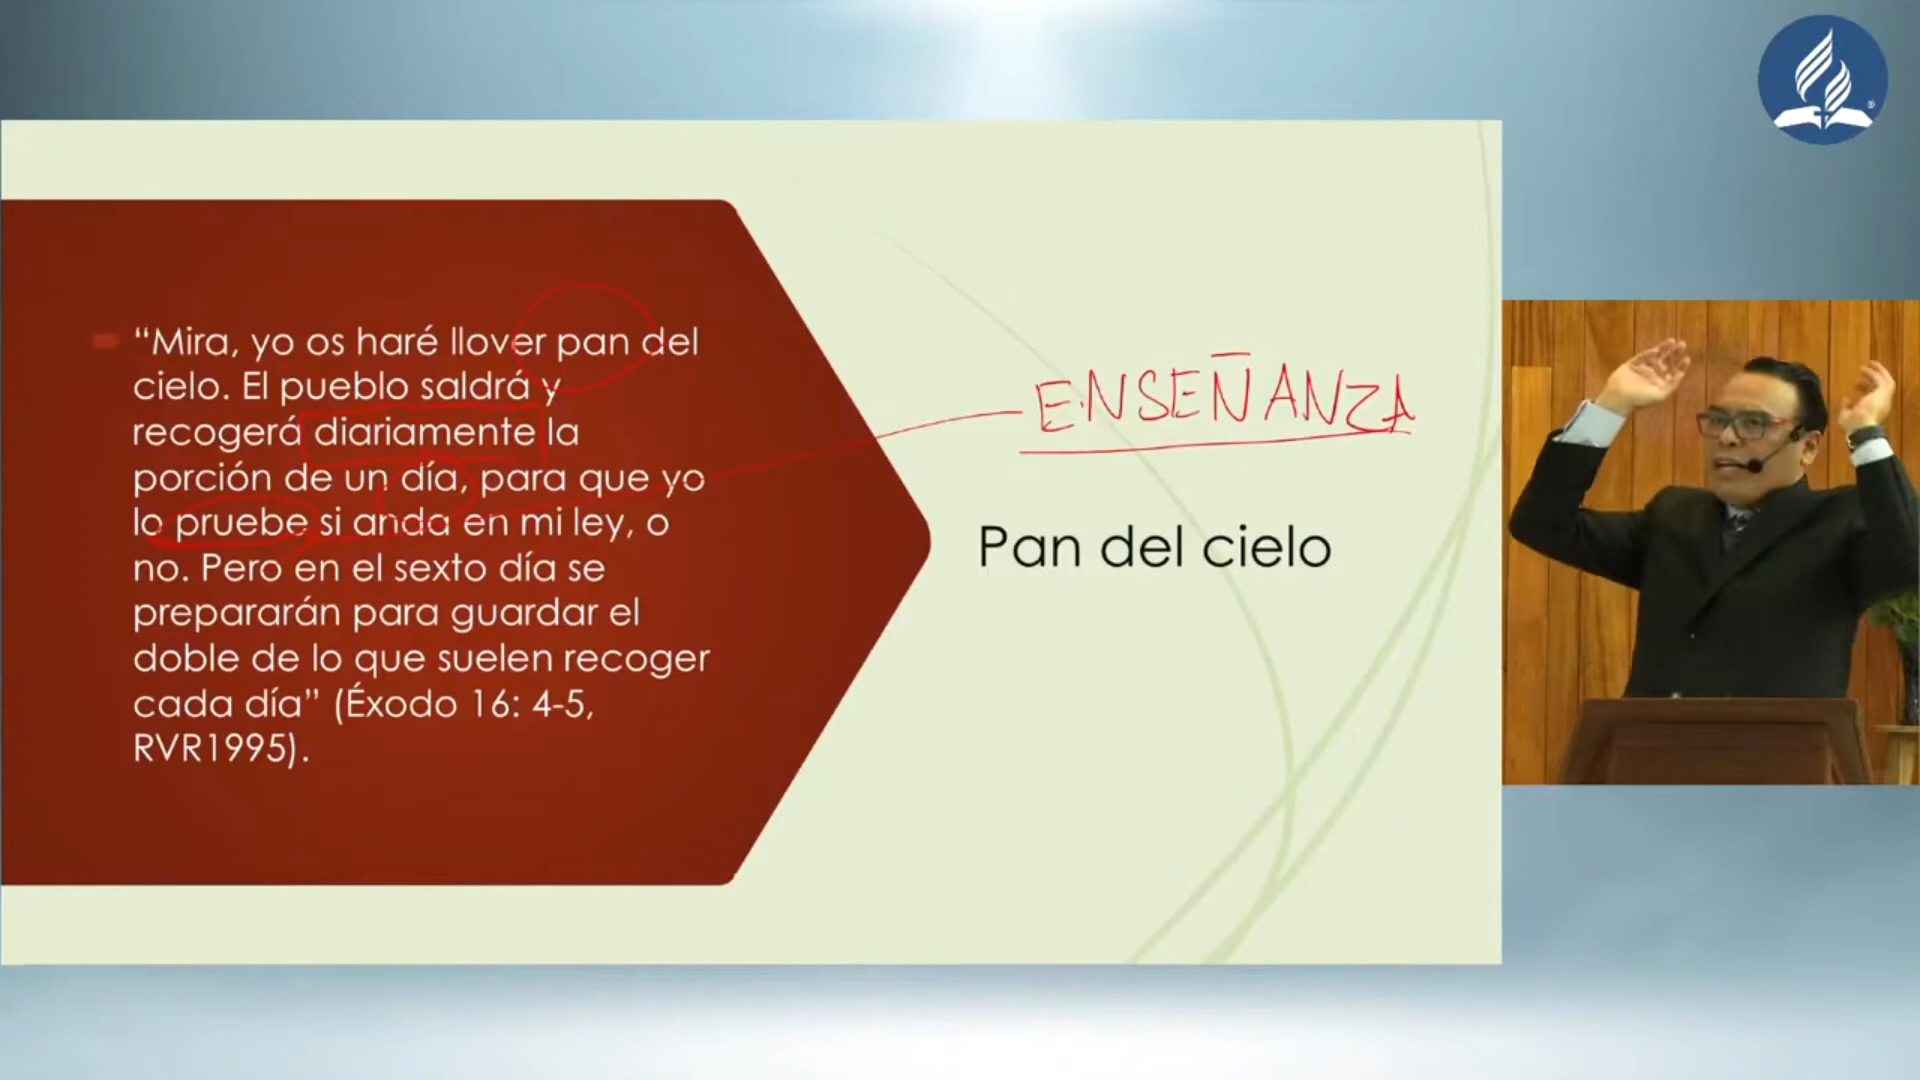 “Mira, yo os haré llover pan del
cielo. El pueblo saldrá y
recogerá diariamente la
porción de un día, para que yo
lo pruebe si anda en mi ley, o
no. Pero en el sexto día se
prepararán para guardar el
doble de lo que suelen recoger
cada día” (Éxodo 16: 4-5,
RVR1995).
ENSEÑANZA
Pan del cielo
®